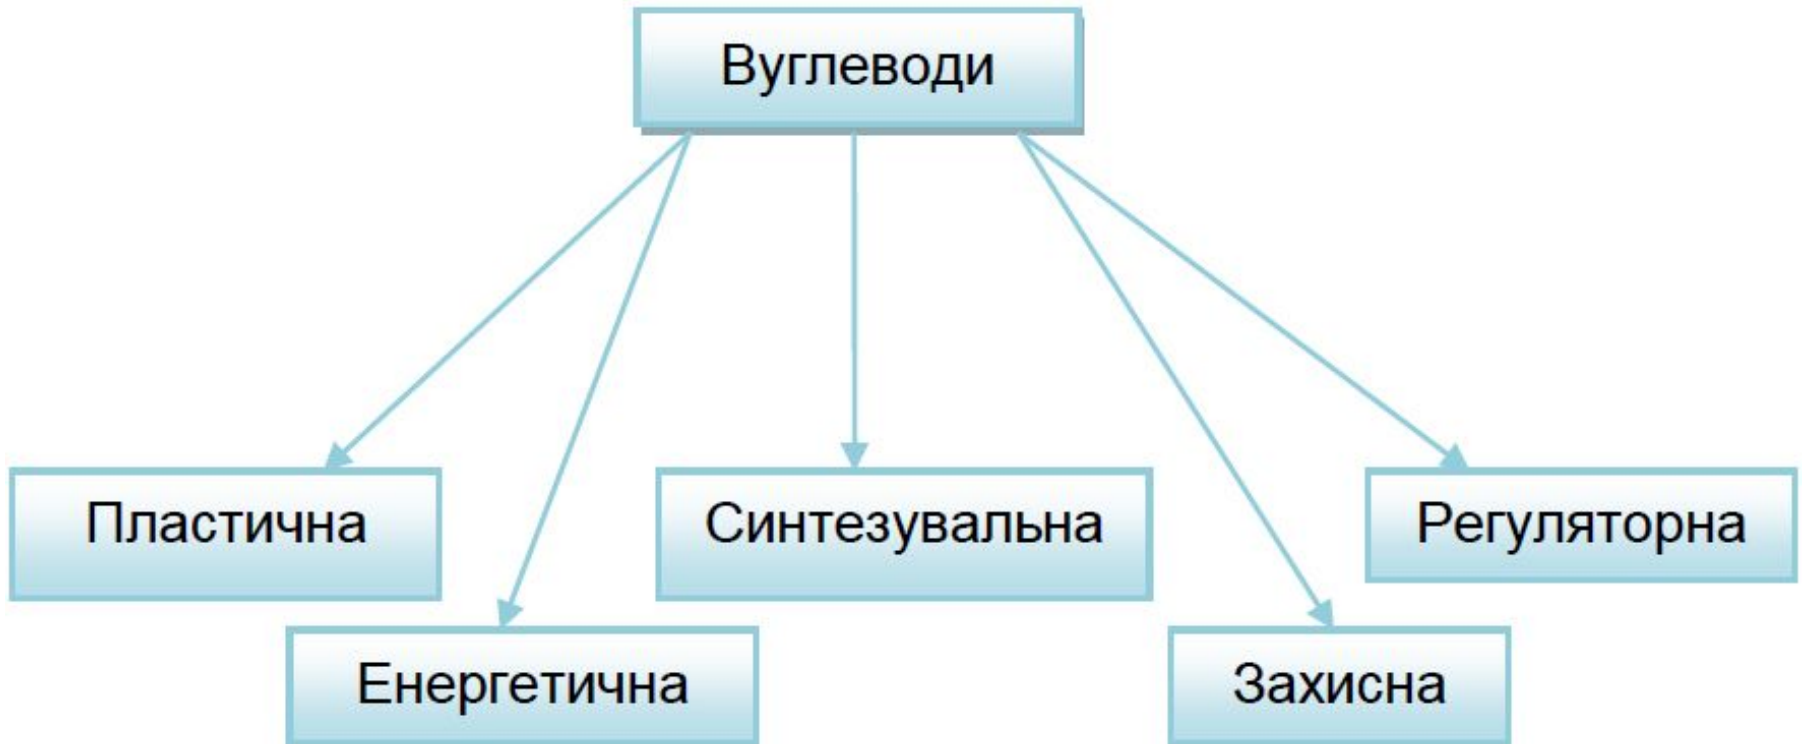 Вуглеводи
Пластична
Синтезувальна
Регуляторна
Енергетична
Захисна